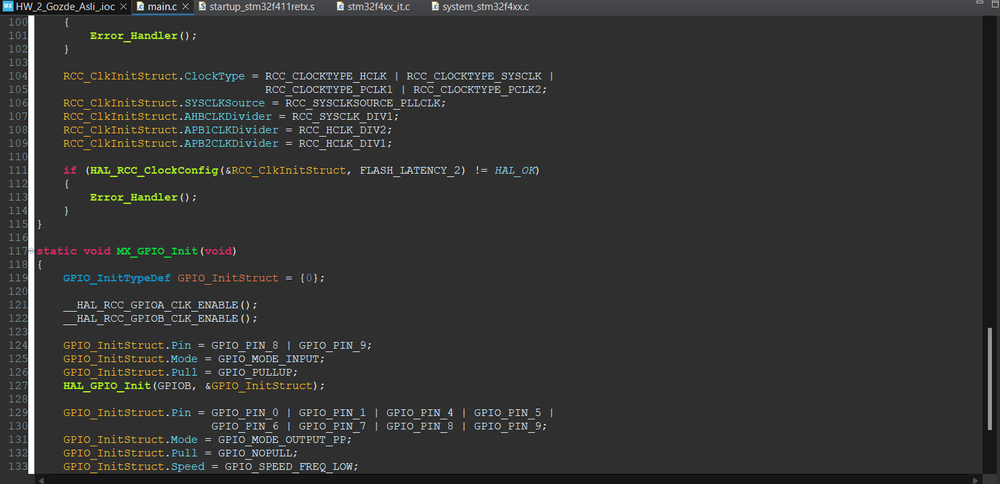 MX HW_2_Gozde_Asli_.ioc main.c startup_stm32f411retx.s stm32f4xx_it.c system_stm32f4xx.c
100 {
101 Error_Handler();
102 }
103
104 RCC_ClkInitStruct.ClockType = RCC_CLOCKTYPE_HCLK | RCC_CLOCKTYPE_SYSCLK |
105 RCC_CLOCKTYPE_PCLK1 | RCC_CLOCKTYPE_PCLK2;
106 RCC_ClkInitStruct.SYSCLKSource = RCC_SYSCLKSOURCE_PLLCLK;
107 RCC_ClkInitStruct.AHBCLKDivider = RCC_SYSCLK_DIV1;
108 RCC_ClkInitStruct.APB1CLKDivider = RCC_HCLK_DIV2;
109 RCC_ClkInitStruct.APB2CLKDivider = RCC_HCLK_DIV1;
110
111 if (HAL_RCC_ClockConfig(&RCC_ClkInitStruct, FLASH_LATENCY_2) != HAL_OK)
112 {
113 Error_Handler();
114 }
115 }
116
117 static void MX_GPIO_Init(void)
118 {
119 GPIO_InitTypeDef GPIO_InitStruct = {0};
120
121 __HAL_RCC_GPIOA_CLK_ENABLE();
122 __HAL_RCC_GPIOB_CLK_ENABLE();
123
124 GPIO_InitStruct.Pin = GPIO_PIN_8 | GPIO_PIN_9;
125 GPIO_InitStruct.Mode = GPIO_MODE_INPUT;
126 GPIO_InitStruct.Pull = GPIO_PULLUP;
127 HAL_GPIO_Init(GPIOB, &GPIO_InitStruct);
128
129 GPIO_InitStruct.Pin = GPIO_PIN_0 | GPIO_PIN_1 | GPIO_PIN_4 | GPIO_PIN_5 |
130 GPIO_PIN_6 | GPIO_PIN_7 | GPIO_PIN_8 | GPIO_PIN_9;
131 GPIO_InitStruct.Mode = GPIO_MODE_OUTPUT_PP;
132 GPIO_InitStruct.Pull = GPIO_NOPULL;
133 GPIO_InitStruct.Speed = GPIO_SPEED_FREQ_LOW;